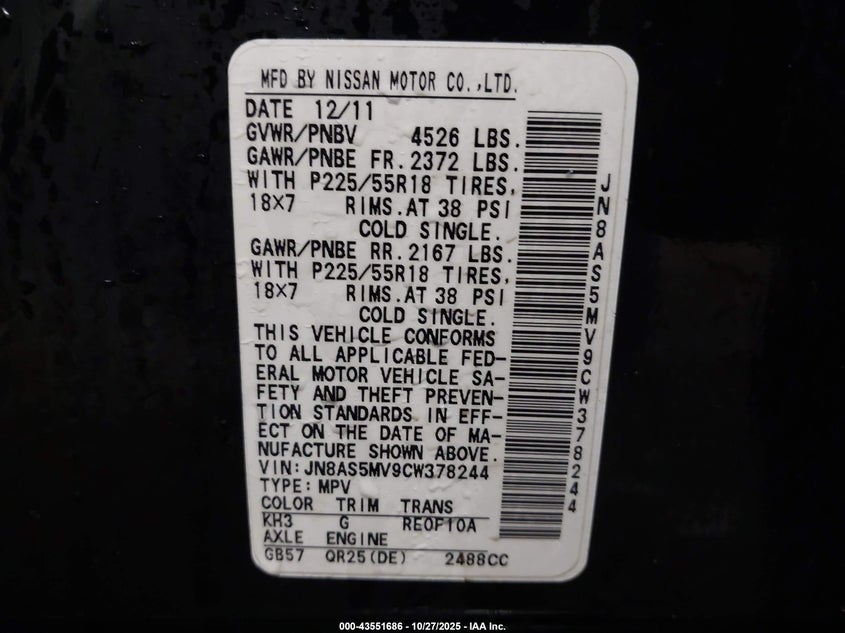 MFD BY NISSAN MOTOR CO.,LTD.
DATE 12/11
GVWR/PNBV 4526 LBS.
GAWR/PNBE FR.2372 LBS.
WITH P225/55R18 TIRES,
18X7 RIMS.AT 38 PSI
COLD SINGLE.
GAWR/PNBE RR.2167 LBS.
WITH P225/55R18 TIRES,
18X7 RIMS.AT 38 PSI
COLD SINGLE.
THIS VEHICLE CONFORMS
TO ALL APPLICABLE FED-
ERAL MOTOR VEHICLE SA-
FETY AND THEFT PREVEN-
TION STANDARDS IN EFF-
ECT ON THE DATE OF MA-
NUFACTURE SHOWN ABOVE.
VIN:JN8AS5MV9CW378244
TYPE:MPV
COLOR TRIM TRANS
KH3 G RE0F10A
AXLE ENGINE
GB57 QR25(DE) 2488CC
JN8AS5MV9CW378244
000-43551686 - 10/27/2025 - IAA Inc.